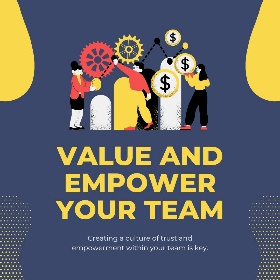 $
$
$
VALUE AND
EMPOWER
YOUR TEAM
Creating a culture of trust and
empowerment within your team is key.